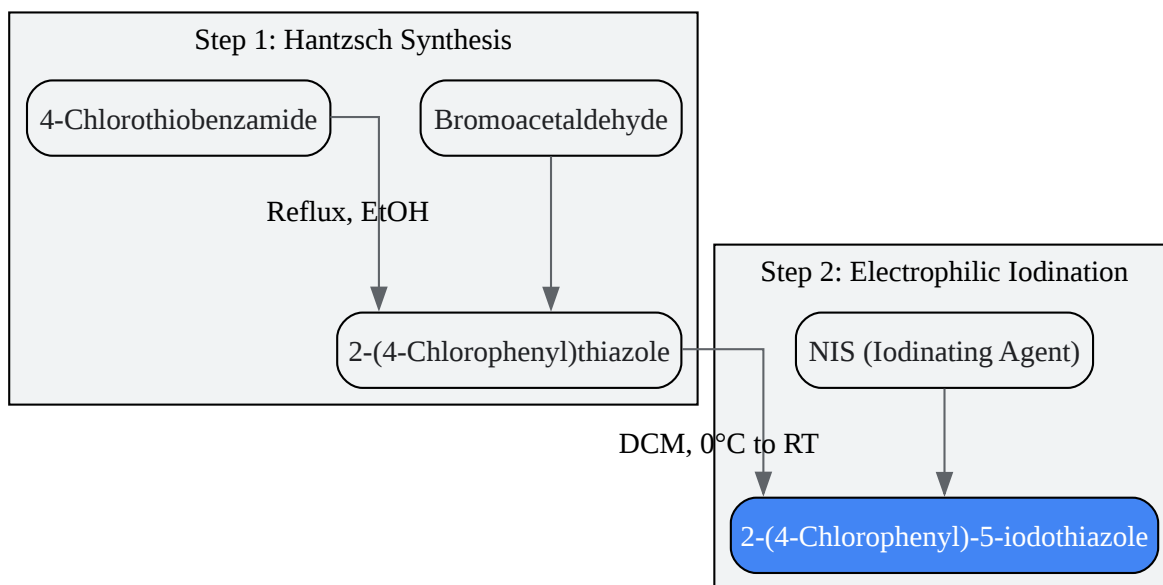 Step 1: Hantzsch Synthesis
4-Chlorothiobenzamide
Bromoacetaldehyde
Reflux, EtOH
2-(4-Chlorophenyl)thiazole
Step 2: Electrophilic Iodination
NIS (Iodinating Agent)
DCM, 0°C to RT
2-(4-Chlorophenyl)-5-iodothiazole